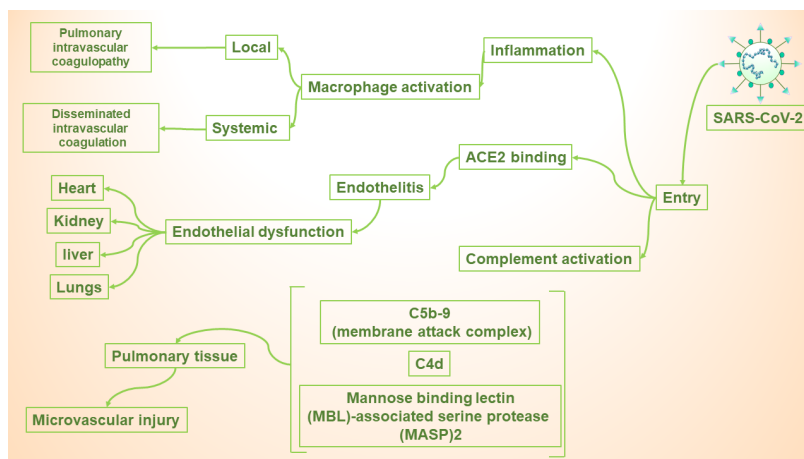 Pulmonary
intravascular
coagulopathy
Local
Inflammation
Macrophage activation
SARS-CoV-2
Disseminated
intravascular
coagulation
Systemic
ACE2 binding
Heart
Endothelitis
Entry
Kidney
Endothelial dysfunction
liver
Complement activation
Lungs
C5b-9
(membrane attack complex)
Pulmonary tissue
C4d
Mannose binding lectin
(MBL)-associated serine protease
(MASP)2
Microvascular injury